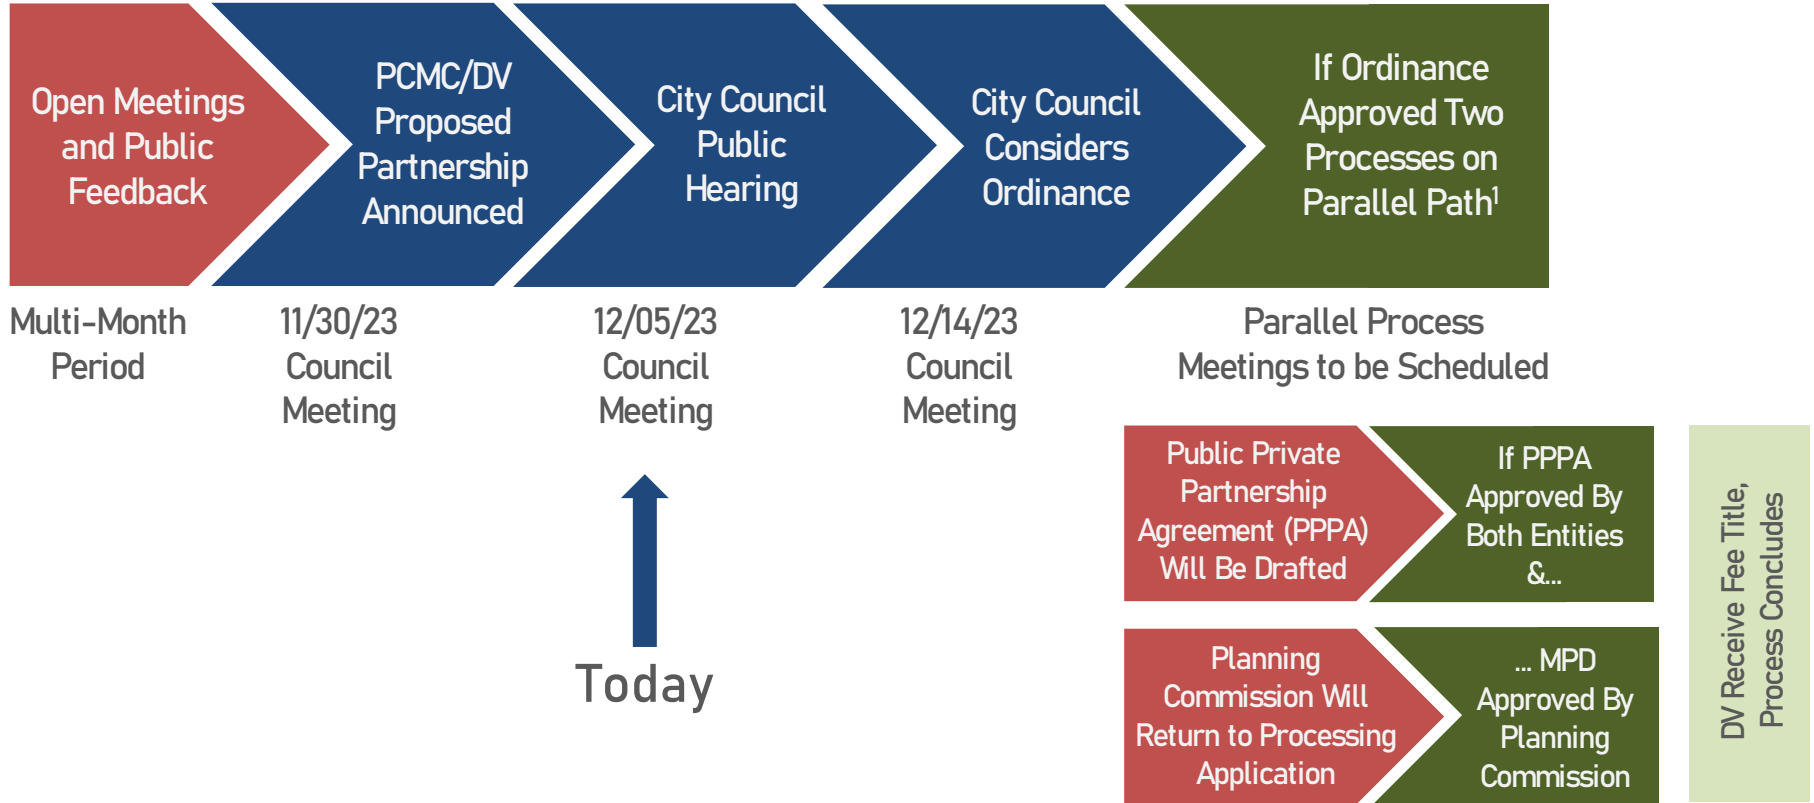 Open Meetings
and Public
Feedback
PCMC/DV
Proposed
Partnership
Announced
City Council
Public
Hearing
City Council
Considers
Ordinance
If Ordinance
Approved Two
Processes on
Parallel Path¹
Multi-Month
Period
11/30/23
Council
Meeting
12/05/23
Council
Meeting
12/14/23
Council
Meeting
Parallel Process
Meetings to be Scheduled
Today
Public Private
Partnership
Agreement (PPPA)
Will Be Drafted
If PPPA
Approved By
Both Entities
&...
Planning
Commission Will
Return to Processing
Application
... MPD
Approved By
Planning
Commission
DV Receive Fee Title,
Process Concludes